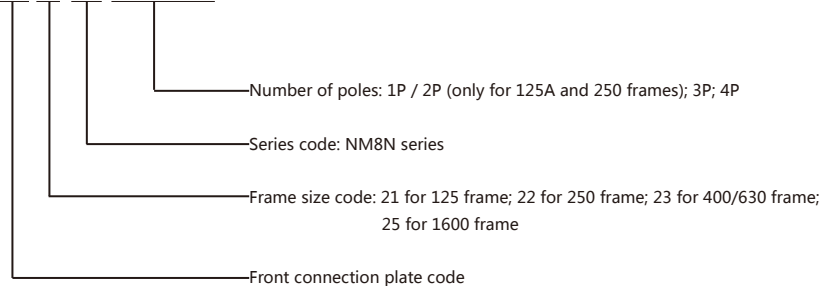 Number of poles: 1P / 2P (only for 125A and 250 frames); 3P; 4P
Series code: NM8N series
Frame size code: 21 for 125 frame; 22 for 250 frame; 23 for 400/630 frame;
25 for 1600 frame
Front connection plate code